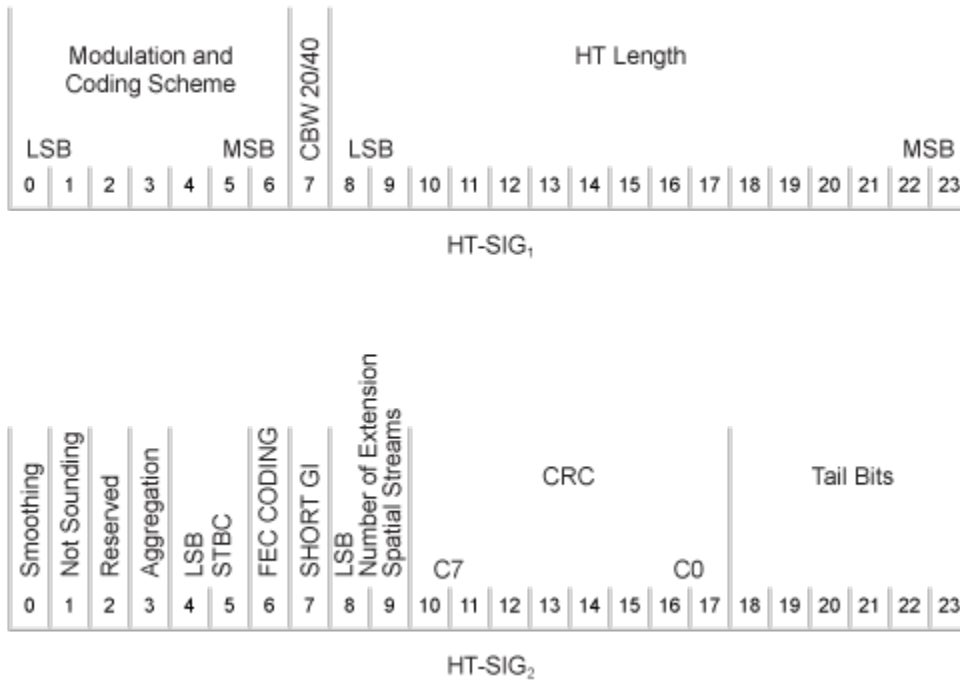 Modulation and
Coding Scheme
CBW 20/40
HT Length
LSB MSB LSB MSB
0 1 2 3 4 5 6 7 8 9 10 11 12 13 14 15 16 17 18 19 20 21 22 23
HT-SIG1
Smoothing
Not Sounding
Reserved
Aggregation
LSB
STBC
FEC CODING
SHORT GI
LSB
Number of Extension
Spatial Streams
CRC
C7 C0
Tail Bits
0 1 2 3 4 5 6 7 8 9 10 11 12 13 14 15 16 17 18 19 20 21 22 23
HT-SIG2